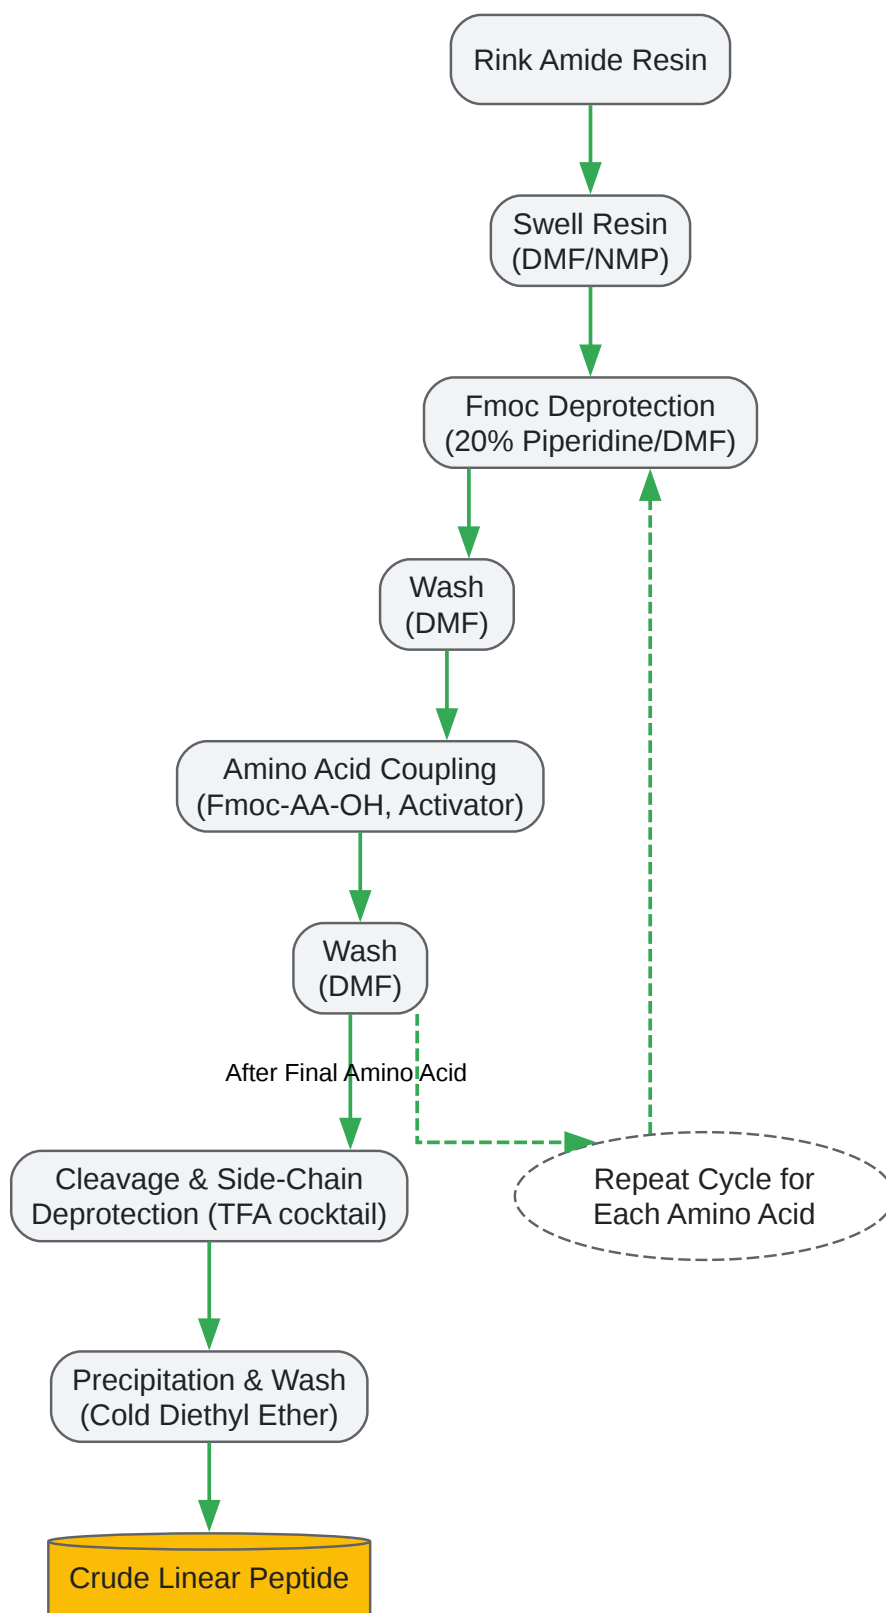 Rink Amide Resin
Swell Resin
(DMF/NMP)
Fmoc Deprotection
(20% Piperidine/DMF)
Wash
(DMF)
Amino Acid Coupling
(Fmoc-AA-OH, Activator)
Wash
(DMF)
After Final Amino Acid
Cleavage & Side-Chain
Deprotection (TFA cocktail)
Repeat Cycle for
Each Amino Acid
Precipitation & Wash
(Cold Diethyl Ether)
Crude Linear Peptide